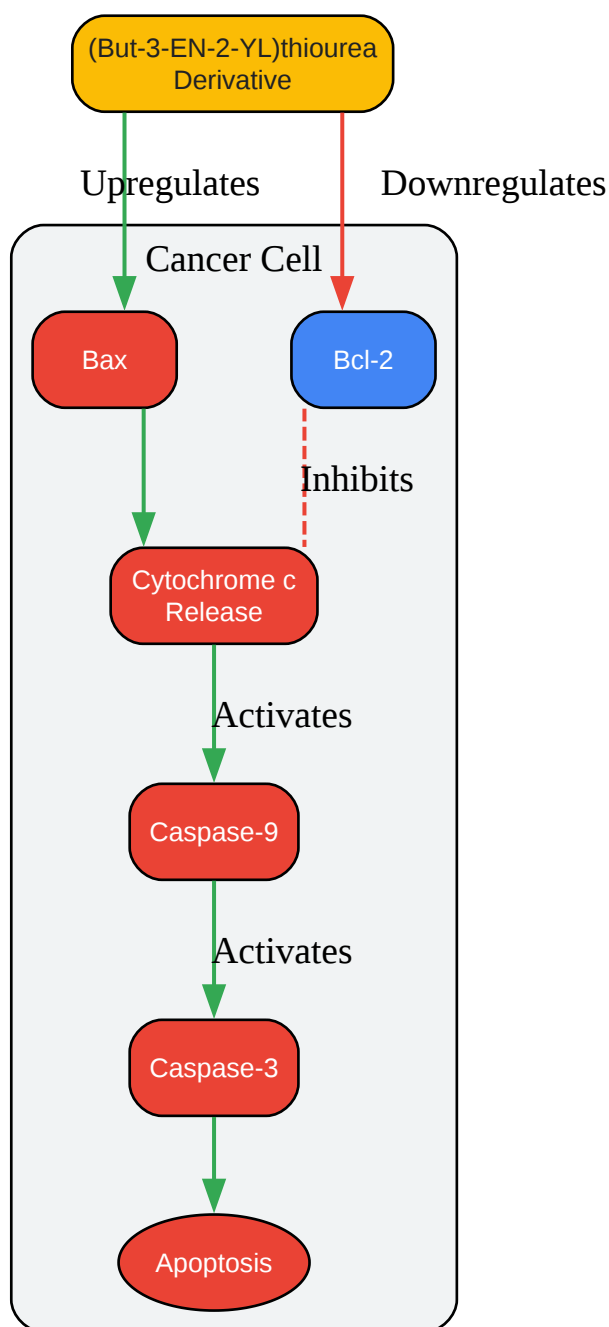 (But-3-EN-2-YL)thiourea
Derivative
Upregulates
Downregulates
Cancer Cell
Bax
Bcl-2
Inhibits
Cytochrome c
Release
Activates
Caspase-9
Activates
Caspase-3
Apoptosis